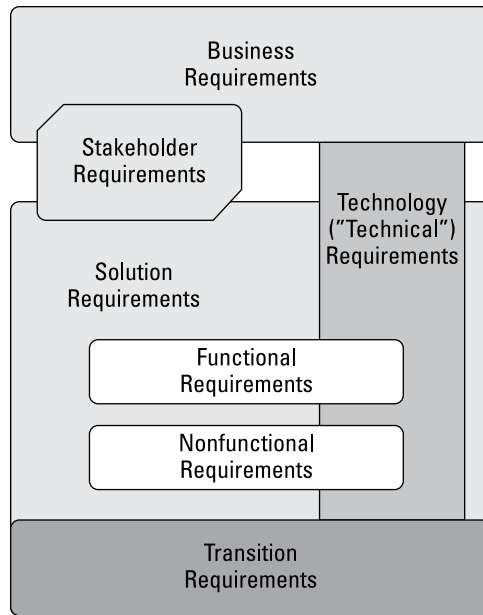 Business
Requirements
Stakeholder
Requirements
Technology
("Technical")
Requirements
Solution
Requirements
Functional
Requirements
Nonfunctional
Requirements
Transition
Requirements